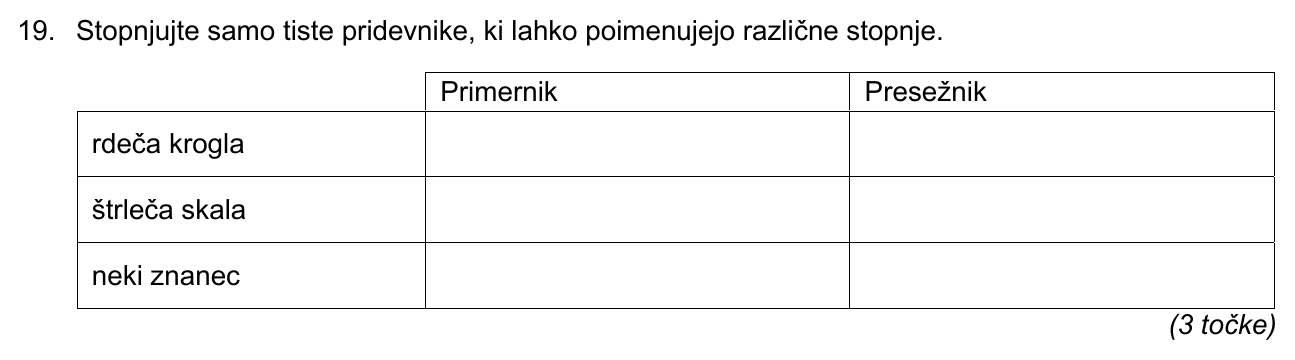 19. Stopnjujte samo tiste pridevnike, ki lahko poimenujejo različne stopnje.
Primernik Presežnik
rdeča krogla
štrleča skala
neki znanec
(3 točke)